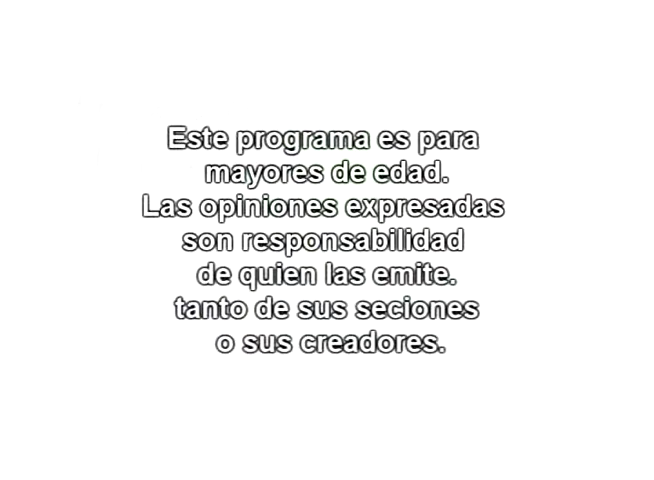 Este programa es para
mayores de edad.
Las opiniones expresadas
son responsabilidad
de quien las emite.
tanto de sus seciones
o sus creadores.